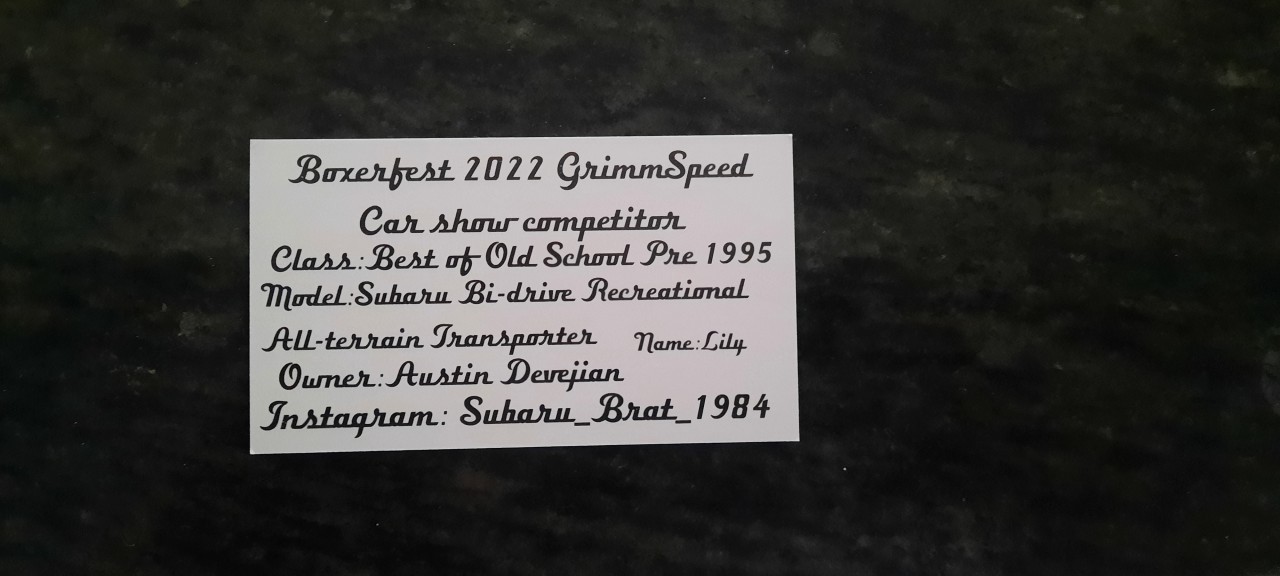 Boxerfest 2022 GrimmSpeed
Car show competitor
Class:Best of Old School Pre 1995
Model:Subaru Bi-drive Recreational
All-terrain Transporter Name:Lily
Owner:Austin Devejian
Instagram: Subaru_Brat_1984